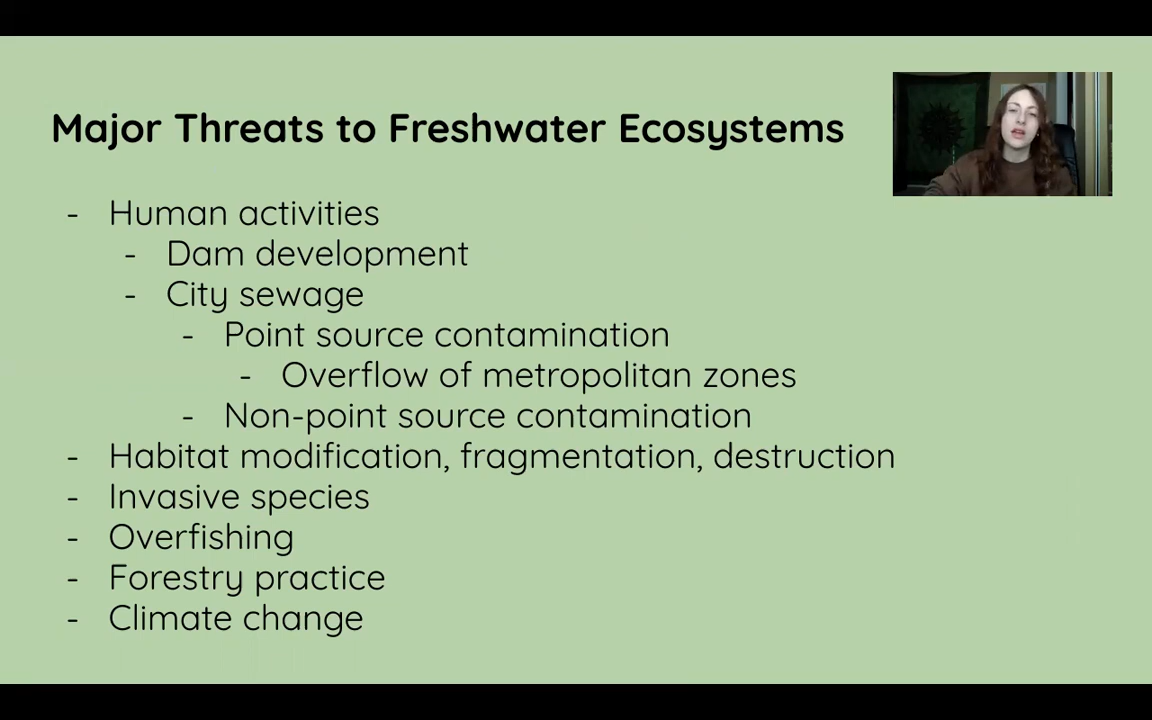 Major Threats to Freshwater Ecosystems
- Human activities
- Dam development
- City sewage
- Point source contamination
- Overflow of metropolitan zones
- Non-point source contamination
- Habitat modification, fragmentation, destruction
- Invasive species
- Overfishing
- Forestry practice
- Climate change